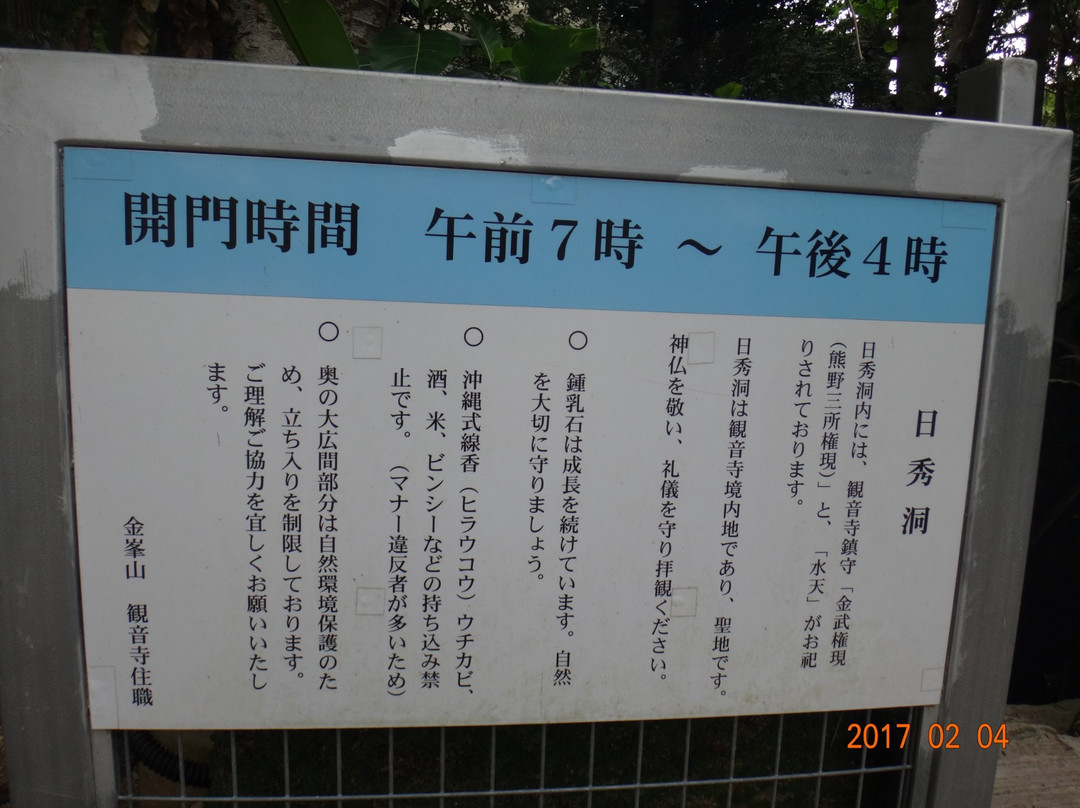 開門時間　午前７時　～　午後４時
日秀洞
日秀洞内には、観音寺鎮守「金武権現
（熊野三所権現）」と、「水天」がお祀
りされております。
日秀洞は観音寺境内地であり、聖地です。
神仏を敬い、礼儀を守り拝観ください。
○　鍾乳石は成長を続けています。自然
を大切に守りましょう。
○　沖縄式線香（ヒラウコウ）ウチカビ、
酒、米、ビンシーなどの持ち込み禁
止です。（マナー違反者が多いため）
○　奥の大広間部分は自然環境保護のた
め、立ち入りを制限しております。
ご理解ご協力を宜しくお願いいたし
ます。
金峯山　観音寺住職
2017 02 04